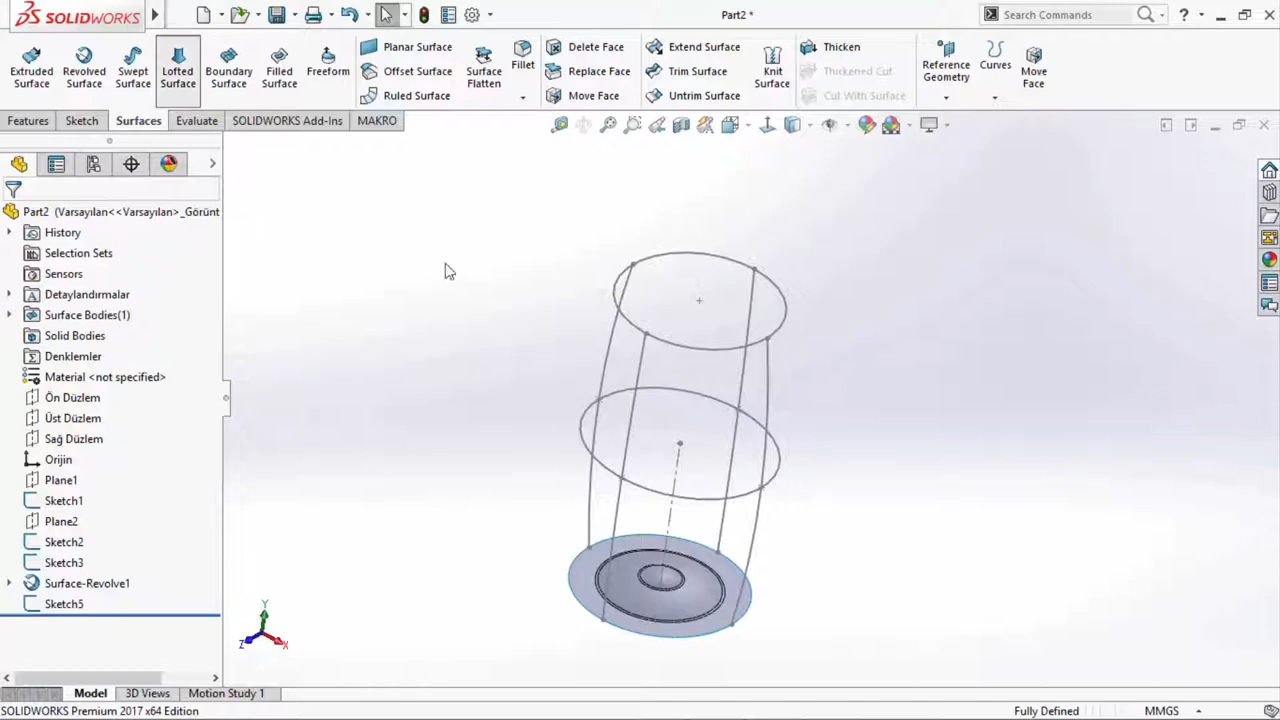 SOLIDWORKS
Part2 *
Search Commands
?
Extruded Surface
Revolved Surface
Swept Surface
Lofted Surface
Boundary Surface
Filled Surface
Freeform
Planar Surface
Offset Surface
Ruled Surface
Surface Flatten
Fillet
Delete Face
Replace Face
Move Face
Extend Surface
Trim Surface
Untrim Surface
Knit Surface
Thicken
Thickened Cut
Cut With Surface
Reference Geometry
Curves
Move Face
Features
Sketch
Surfaces
Evaluate
SOLIDWORKS Add-Ins
MAKRO
Part2 (Varsayılan<<Varsayılan>_Görünt
History
Selection Sets
Sensors
Detaylandırmalar
Surface Bodies(1)
Solid Bodies
Denklemler
Material <not specified>
Ön Düzlem
Üst Düzlem
Sağ Düzlem
Orijin
Plane1
Sketch1
Plane2
Sketch2
Sketch3
Surface-Revolve1
Sketch5
Y
Z
X
Model
3D Views
Motion Study 1
SOLIDWORKS Premium 2017 x64 Edition
Fully Defined
MMGS